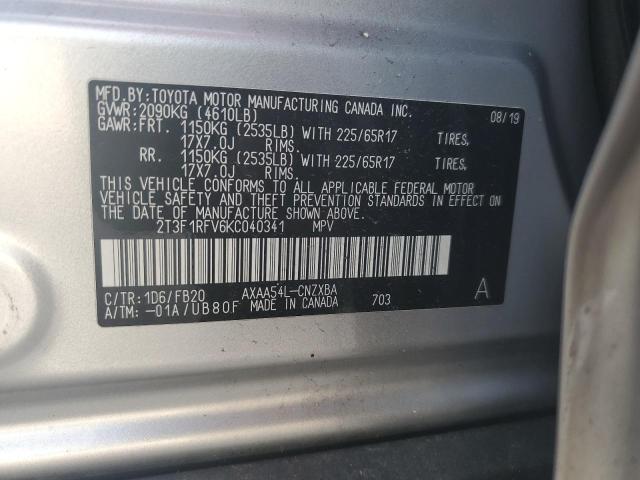 MFD.BY:TOYOTA MOTOR MANUFACTURING CANADA INC.
GVWR:2090KG (4610LB) 08/19
GAWR:FRT. 1150KG (2535LB) WITH 225/65R17 TIRES,
17X7.0J RIMS.
RR. 1150KG (2535LB) WITH 225/65R17 TIRES,
17X7.0J RIMS.
THIS VEHICLE CONFORMS TO ALL APPLICABLE FEDERAL MOTOR
VEHICLE SAFETY AND THEFT PREVENTION STANDARDS IN EFFECT
ON THE DATE OF MANUFACTURE SHOWN ABOVE.
2T3F1RFV6KC040341 MPV
C/TR:1D6/FB20 AXAA54L-CNZXBA A
A/TM:-01A/UB80F MADE IN CANADA 703